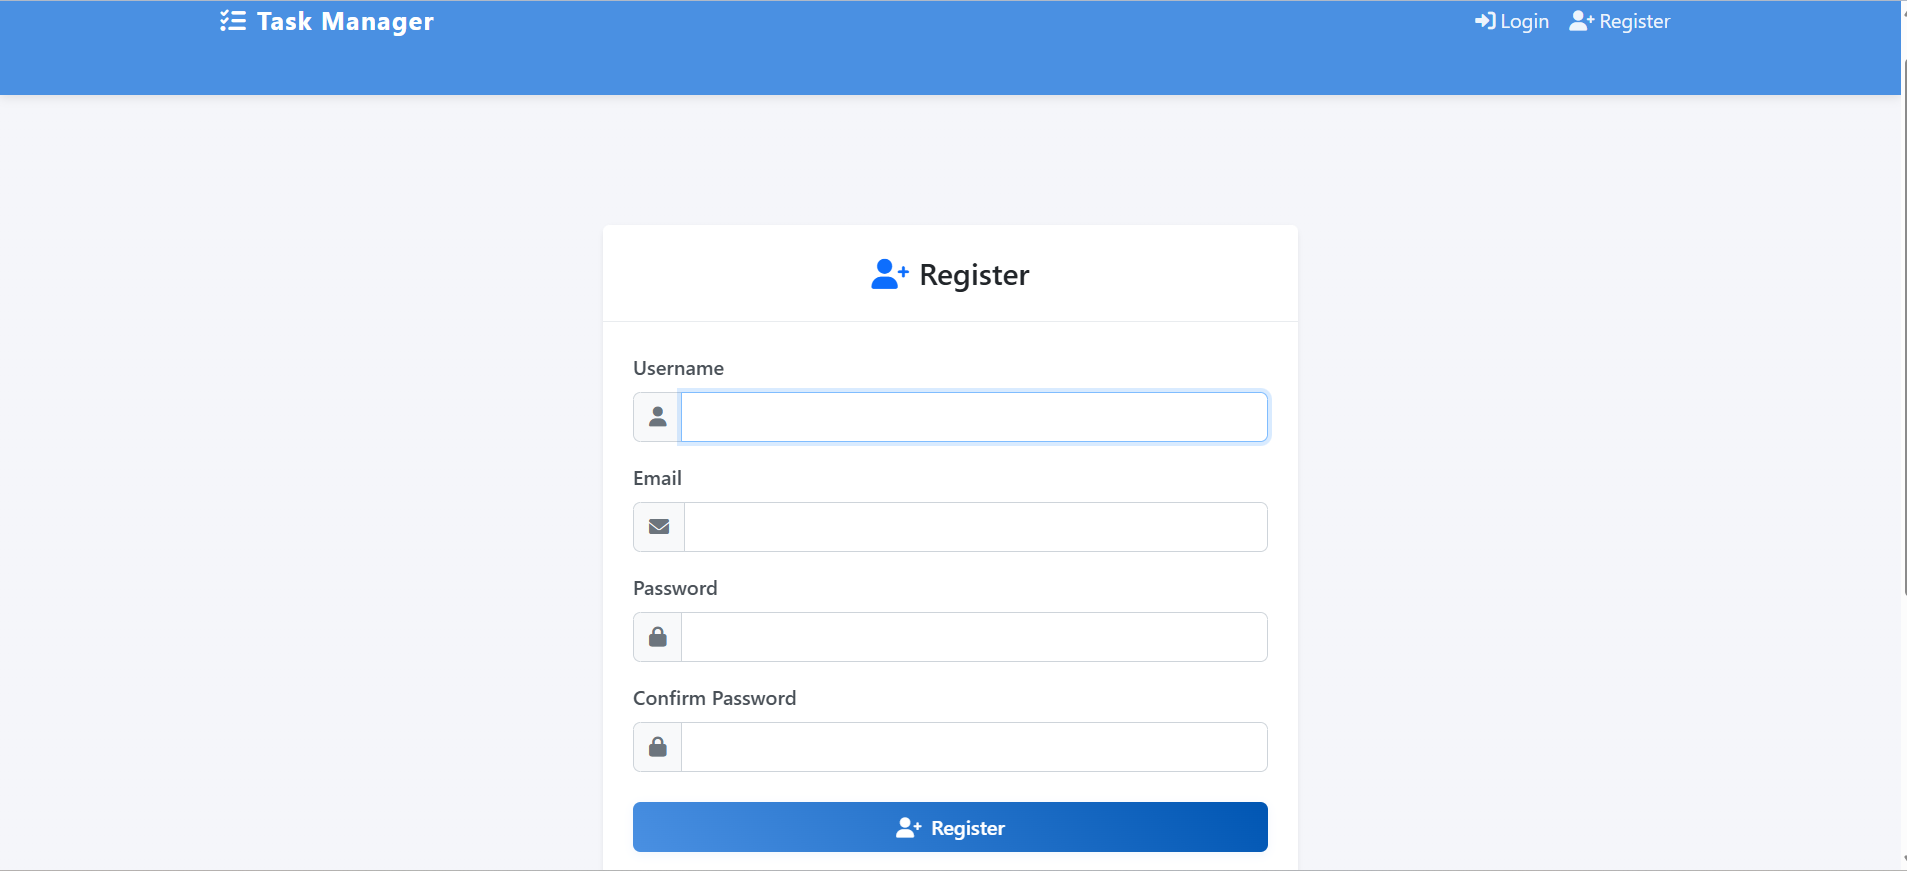 Task Manager
Login
Register
Register
Username
Email
Password
Confirm Password
Register